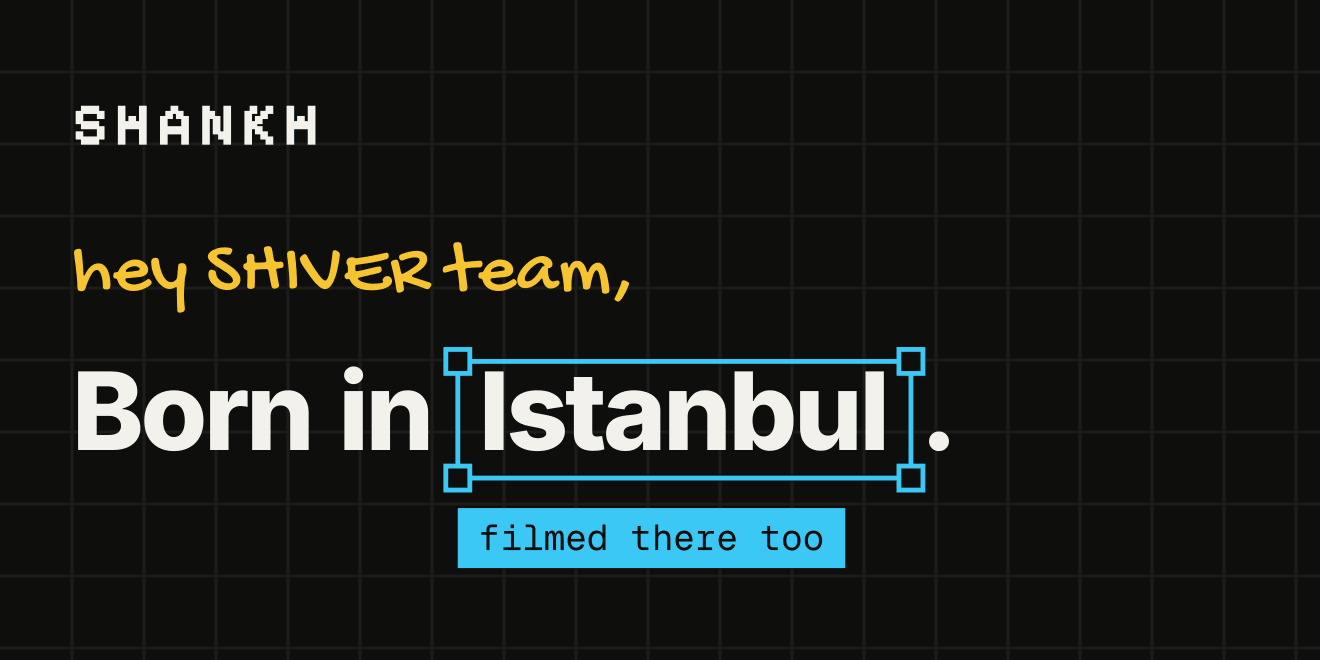 SHANKH
hey SHIVER team,
Born in Istanbul.
filmed there too